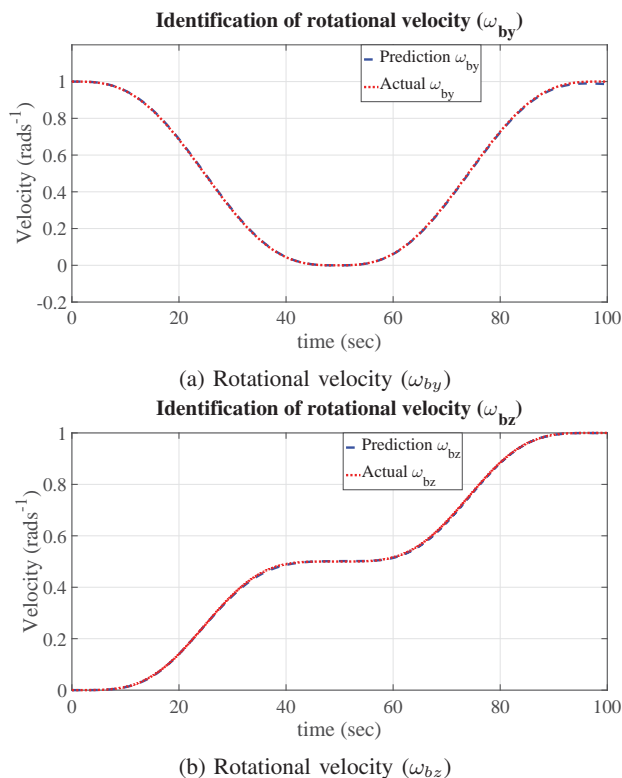 Identification of rotational velocity (ω_by)
Prediction ω_by
Actual ω_by
Velocity (rads⁻¹)
1
0.8
0.6
0.4
0.2
0
-0.2
0 20 40 60 80 100
time (sec)
(a) Rotational velocity (ω_by)
Identification of rotational velocity (ω_bz)
Prediction ω_bz
Actual ω_bz
Velocity (rads⁻¹)
1
0.8
0.6
0.4
0.2
0
0 20 40 60 80 100
time (sec)
(b) Rotational velocity (ω_bz)